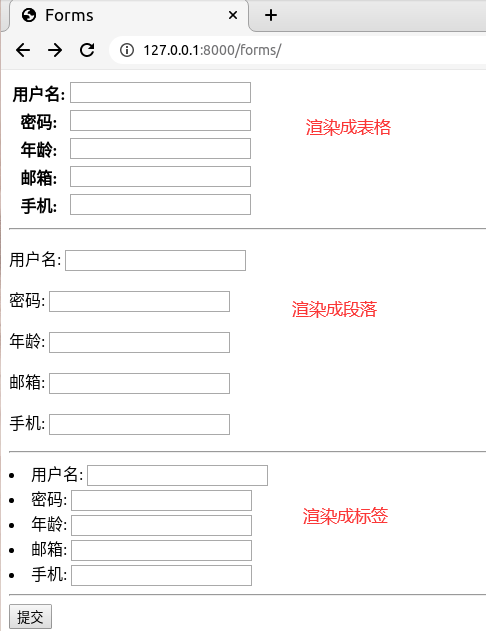 Forms
127.0.0.1:8000/forms/
用户名:
密码:
渲染成表格
年龄:
邮箱:
手机:
用户名:
密码:
渲染成段落
年龄:
邮箱:
手机:
用户名:
密码:
渲染成标签
年龄:
邮箱:
手机:
提交